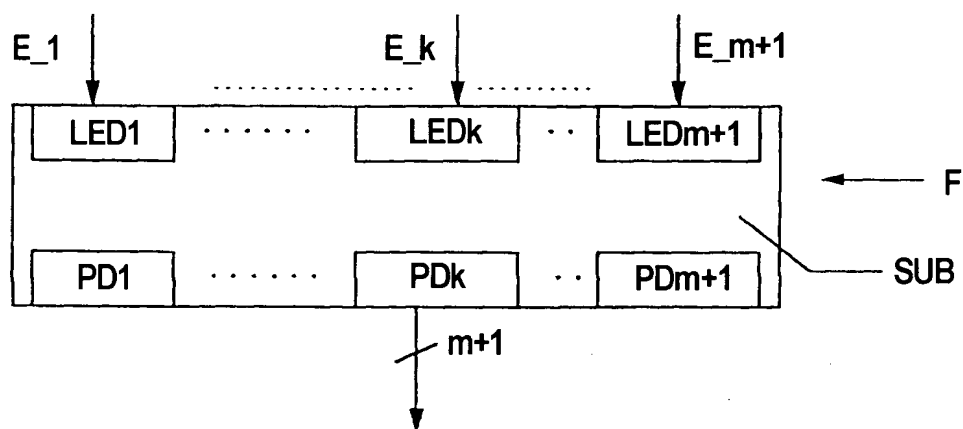 E_1
E_k
E_m+1
LED1 ...... LEDk .. LEDm+1
F
PD1 ...... PDk .. PDm+1
SUB
m+1